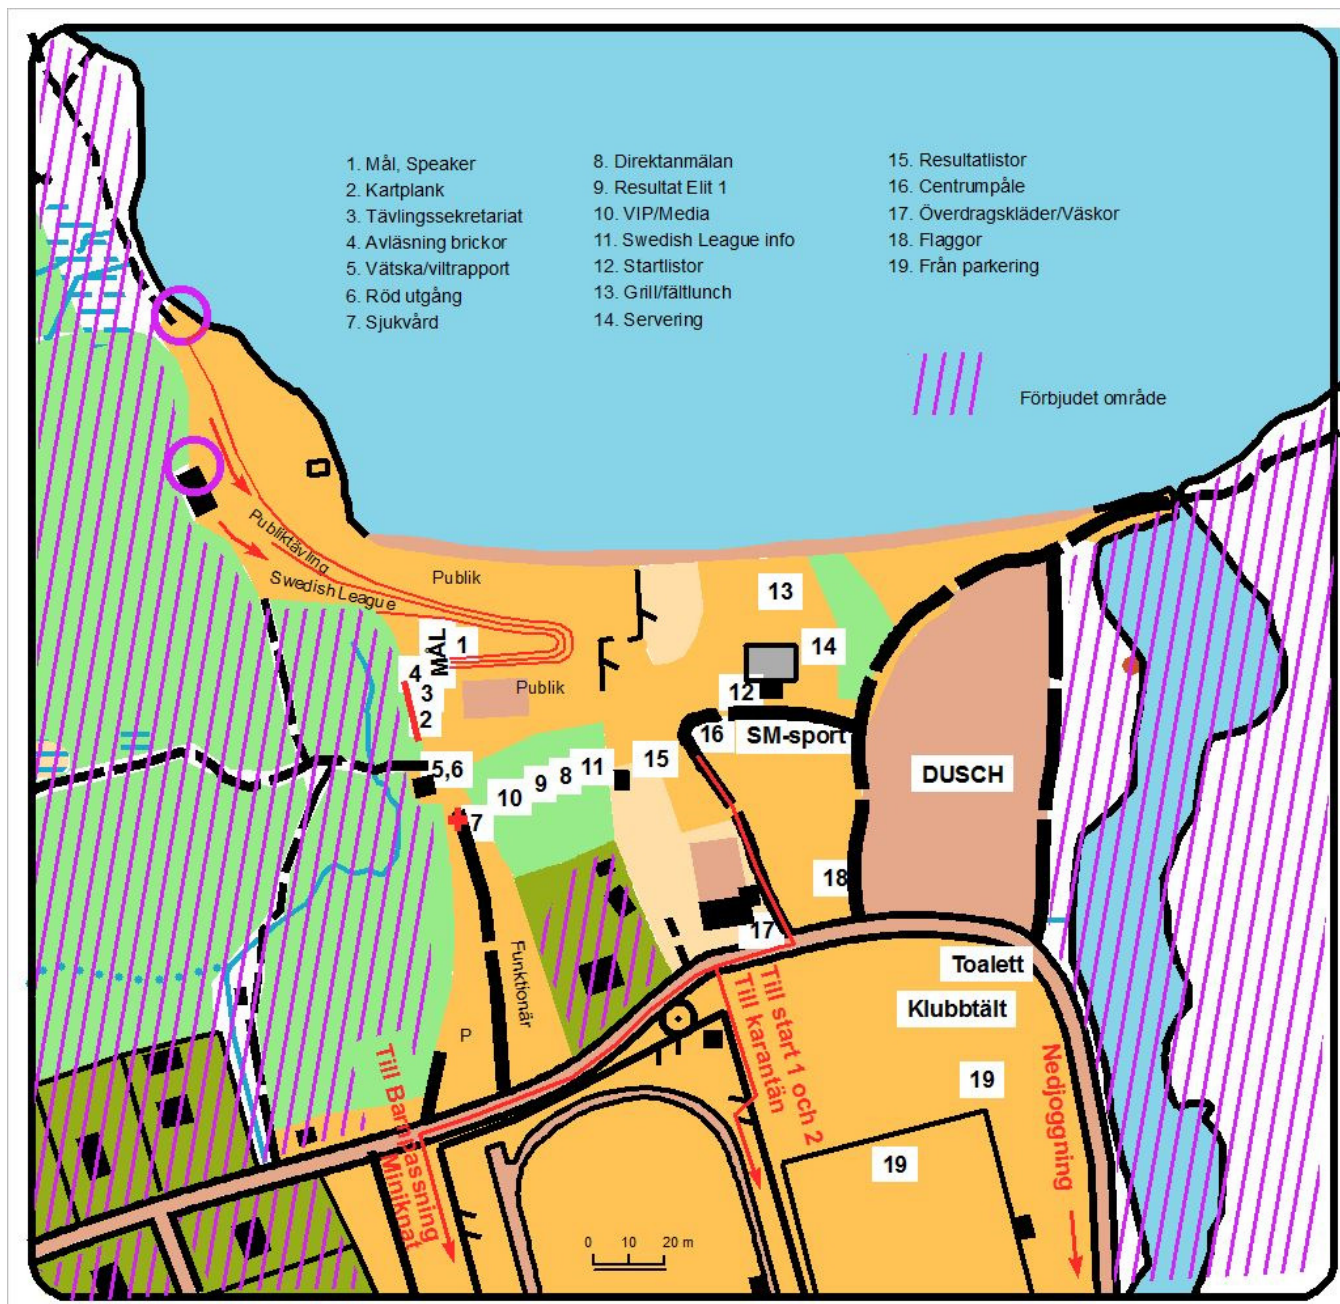 1. Mål, Speaker
2. Kartplank
3. Tävlingssekretariat
4. Avläsning brickor
5. Vätska/viltrapport
6. Röd utgång
7. Sjukvård
8. Direktanmälan
9. Resultat Elit 1
10. VIP/Media
11. Swedish League info
12. Startlistor
13. Grill/fältlunch
14. Servering
15. Resultatlistor
16. Centrumpåle
17. Överdragskläder/Väskor
18. Flaggor
19. Från parkering
Förbjudet område
Publiktävling
Swedish League
Publik
13
MÅL
1
14
4
3
Publik
12
2
16
SM-sport
15
5,6
11
8
9
10
DUSCH
7
18
17
Funktionär
Toalett
Klubbtält
Till start 1 och 2
Till karantän
P
Till Barnpassning
Miniknat
Nedjoggning
19
19
0 10 20 m